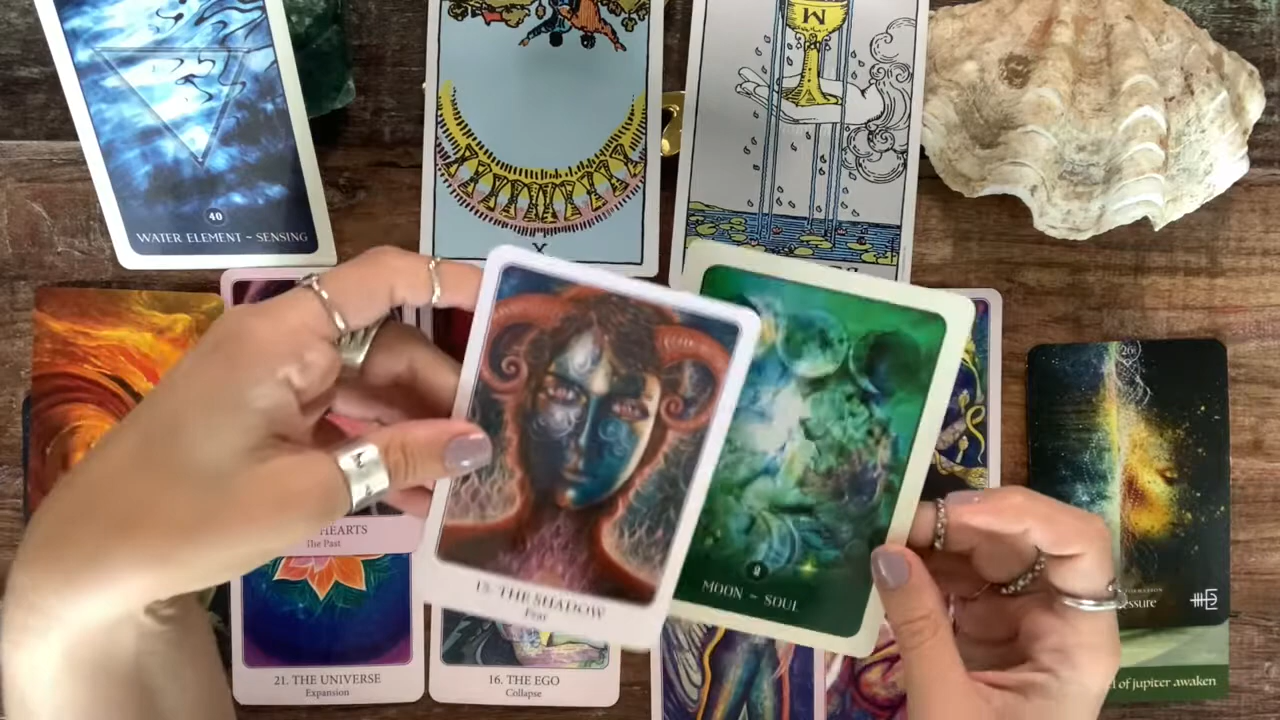 40
WATER ELEMENT ~ SENSING
X
M
26
15. THE SHADOW
Fear
MOON ~ SOUL
HEARTS
The Past
essure
21. THE UNIVERSE
Expansion
16. THE EGO
Collapse
of jupiter awaken